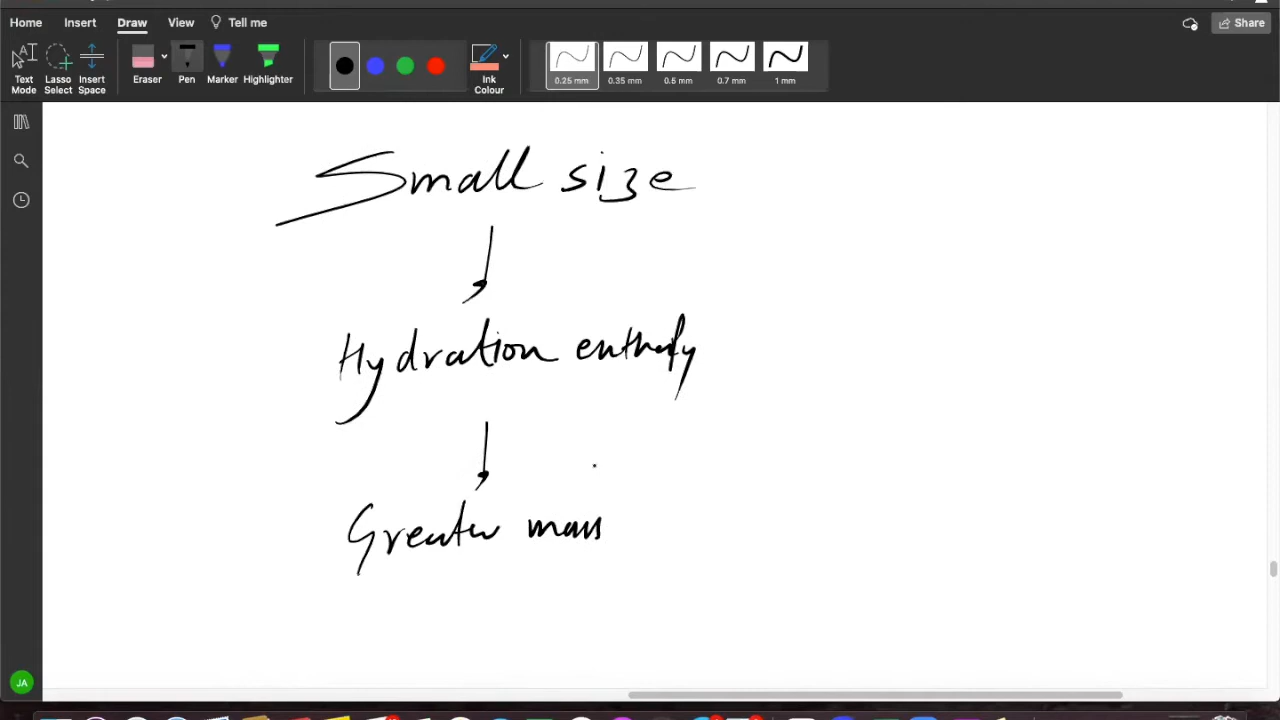 Home Insert Draw View Tell me Share
Text Mode Lasso Select Insert Space Eraser Pen Marker Highlighter Ink Colour 0.25 mm 0.35 mm 0.5 mm 0.7 mm 1 mm
Small size
Hydration enthalpy
Greater mass
JA